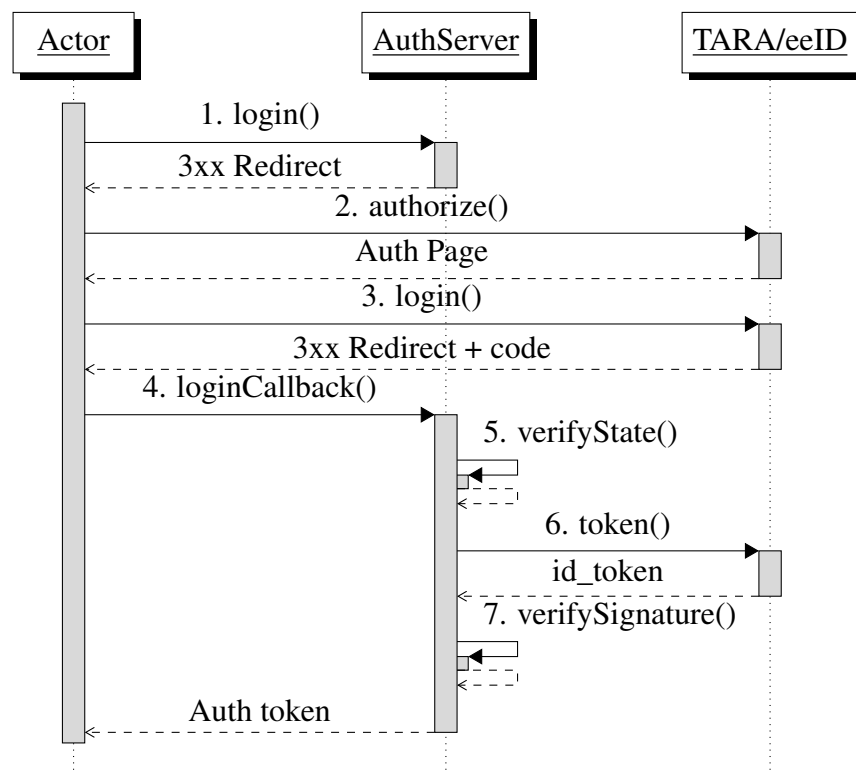 Actor
AuthServer
TARA/eeID
1. login()
3xx Redirect
2. authorize()
Auth Page
3. login()
3xx Redirect + code
4. loginCallback()
5. verifyState()
6. token()
id_token
7. verifySignature()
Auth token